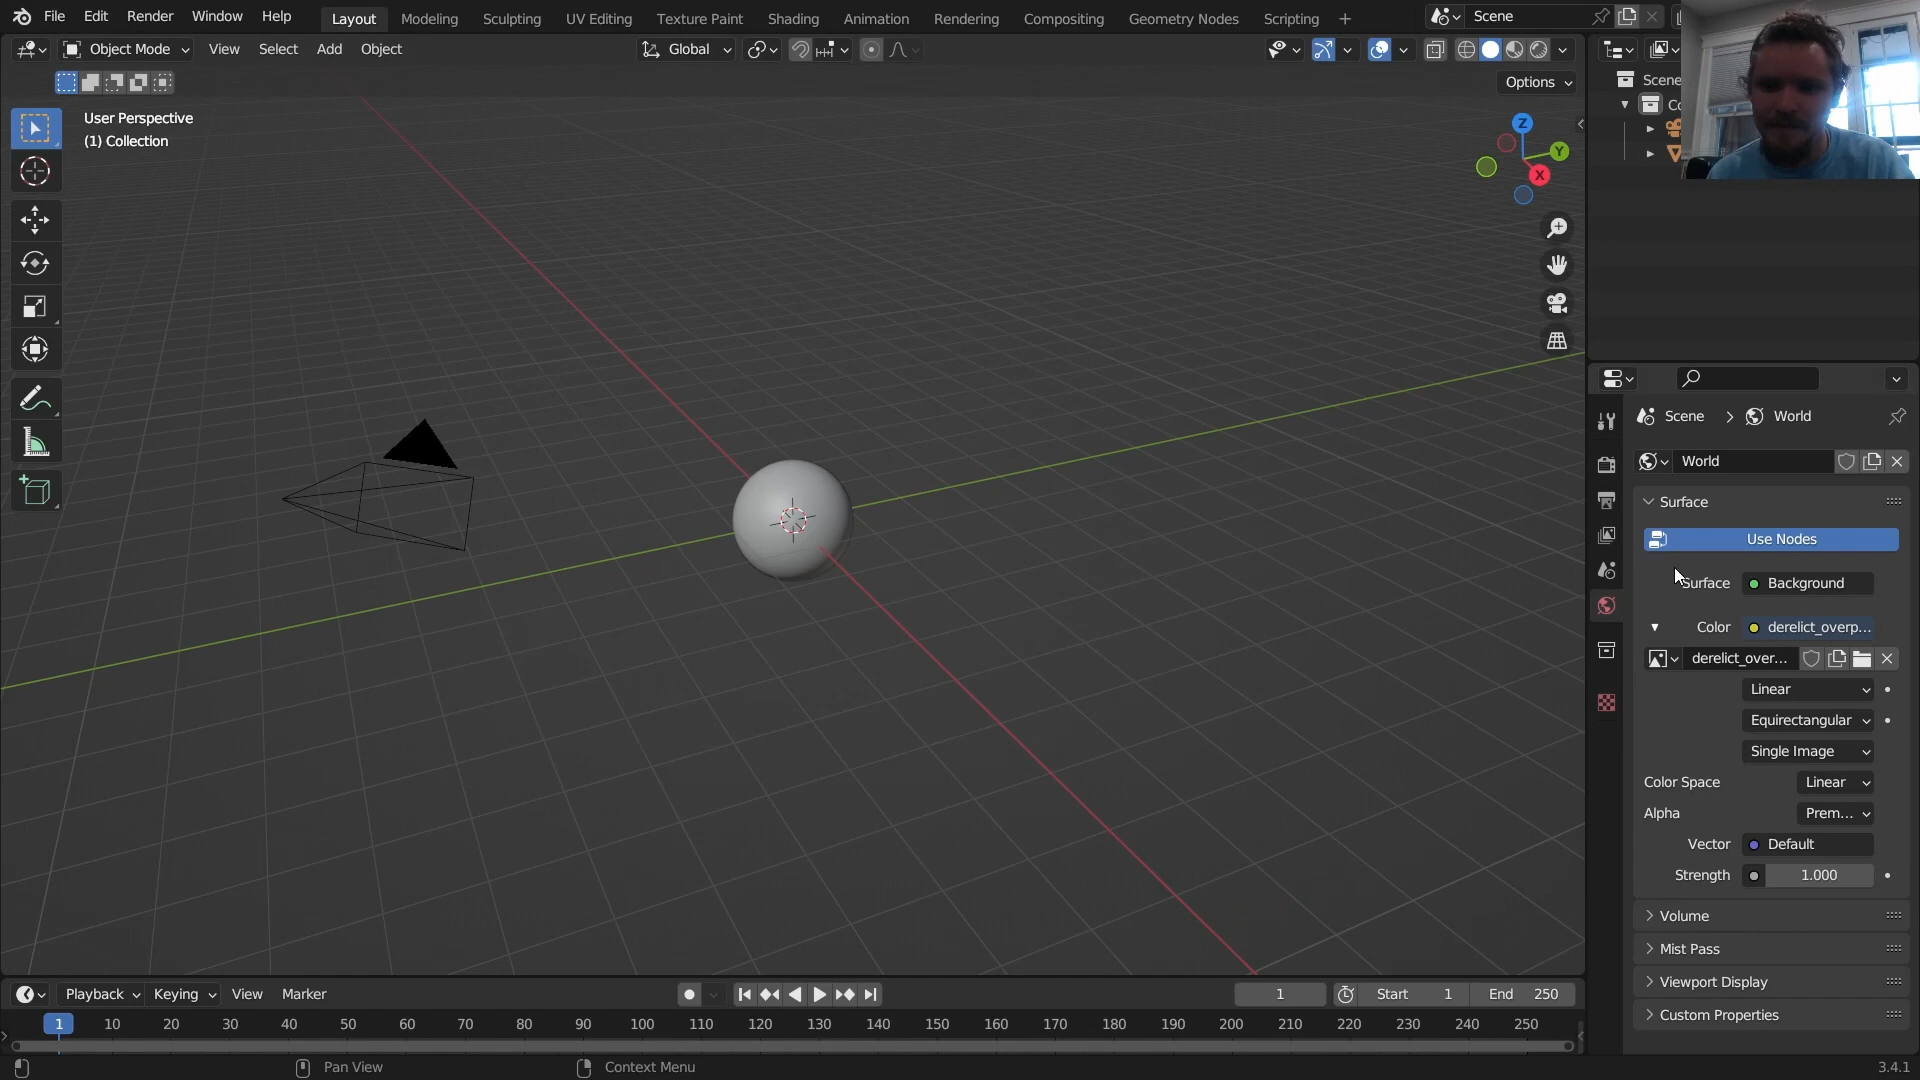 File Edit Render Window Help Layout Modeling Sculpting UV Editing Texture Paint Shading Animation Rendering Compositing Geometry Nodes Scripting + Scene
Object Mode View Select Add Object Global
Options
User Perspective
(1) Collection
Z
Y
X
Scene
Scene > World
World
Surface
Use Nodes
Surface Background
Color derelict_overp...
derelict_over...
Linear
Equirectangular
Single Image
Color Space Linear
Alpha Prem...
Vector Default
Strength 1.000
Volume
Mist Pass
Viewport Display
Custom Properties
Playback Keying View Marker 1 Start 1 End 250
1 10 20 30 40 50 60 70 80 90 100 110 120 130 140 150 160 170 180 190 200 210 220 230 240 250
Pan View Context Menu 3.4.1